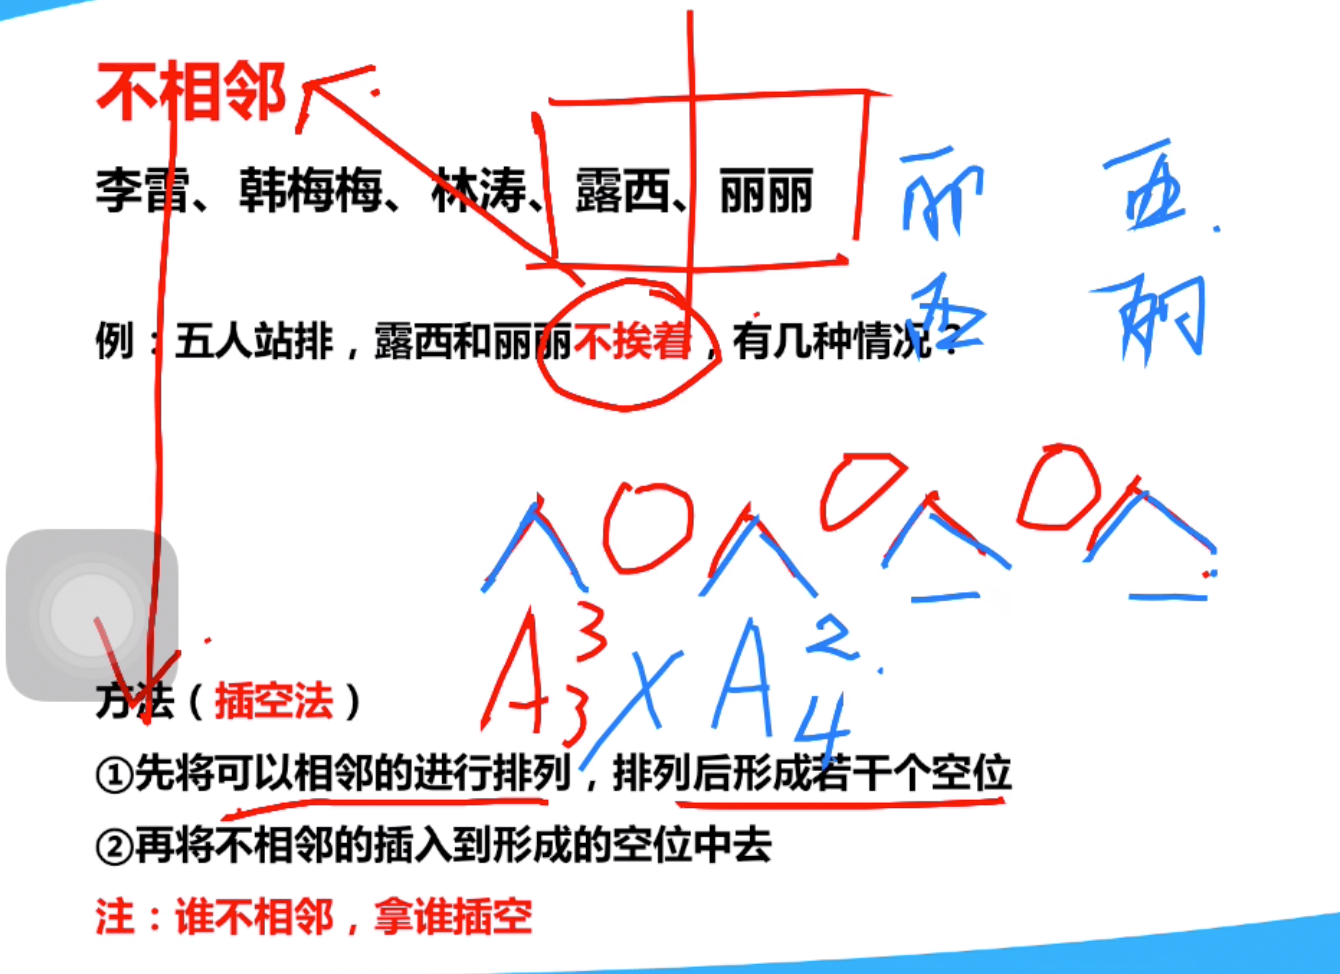 不相邻
李雷、韩梅梅、林涛、露西、丽丽
丽 西
西 丽
例：五人站排，露西和丽丽不挨着，有几种情况？
A 3 3 × A 2 4
方法（插空法）
①先将可以相邻的进行排列，排列后形成若干个空位
②再将不相邻的插入到形成的空位中去
注：谁不相邻，拿谁插空